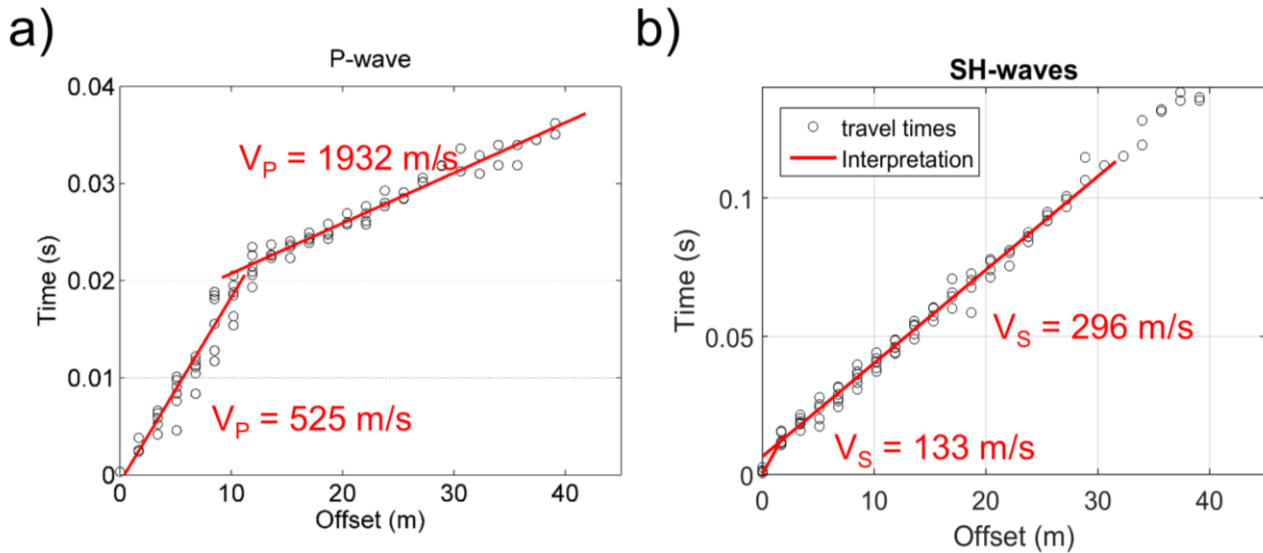 a)
P-wave
0.04
0.03
0.02
0.01
0
Time (s)
V_P = 1932 m/s
V_P = 525 m/s
0 10 20 30 40
Offset (m)
b)
SH-waves
travel times
Interpretation
0.1
0.05
0
Time (s)
V_S = 296 m/s
V_S = 133 m/s
0 10 20 30 40
Offset (m)